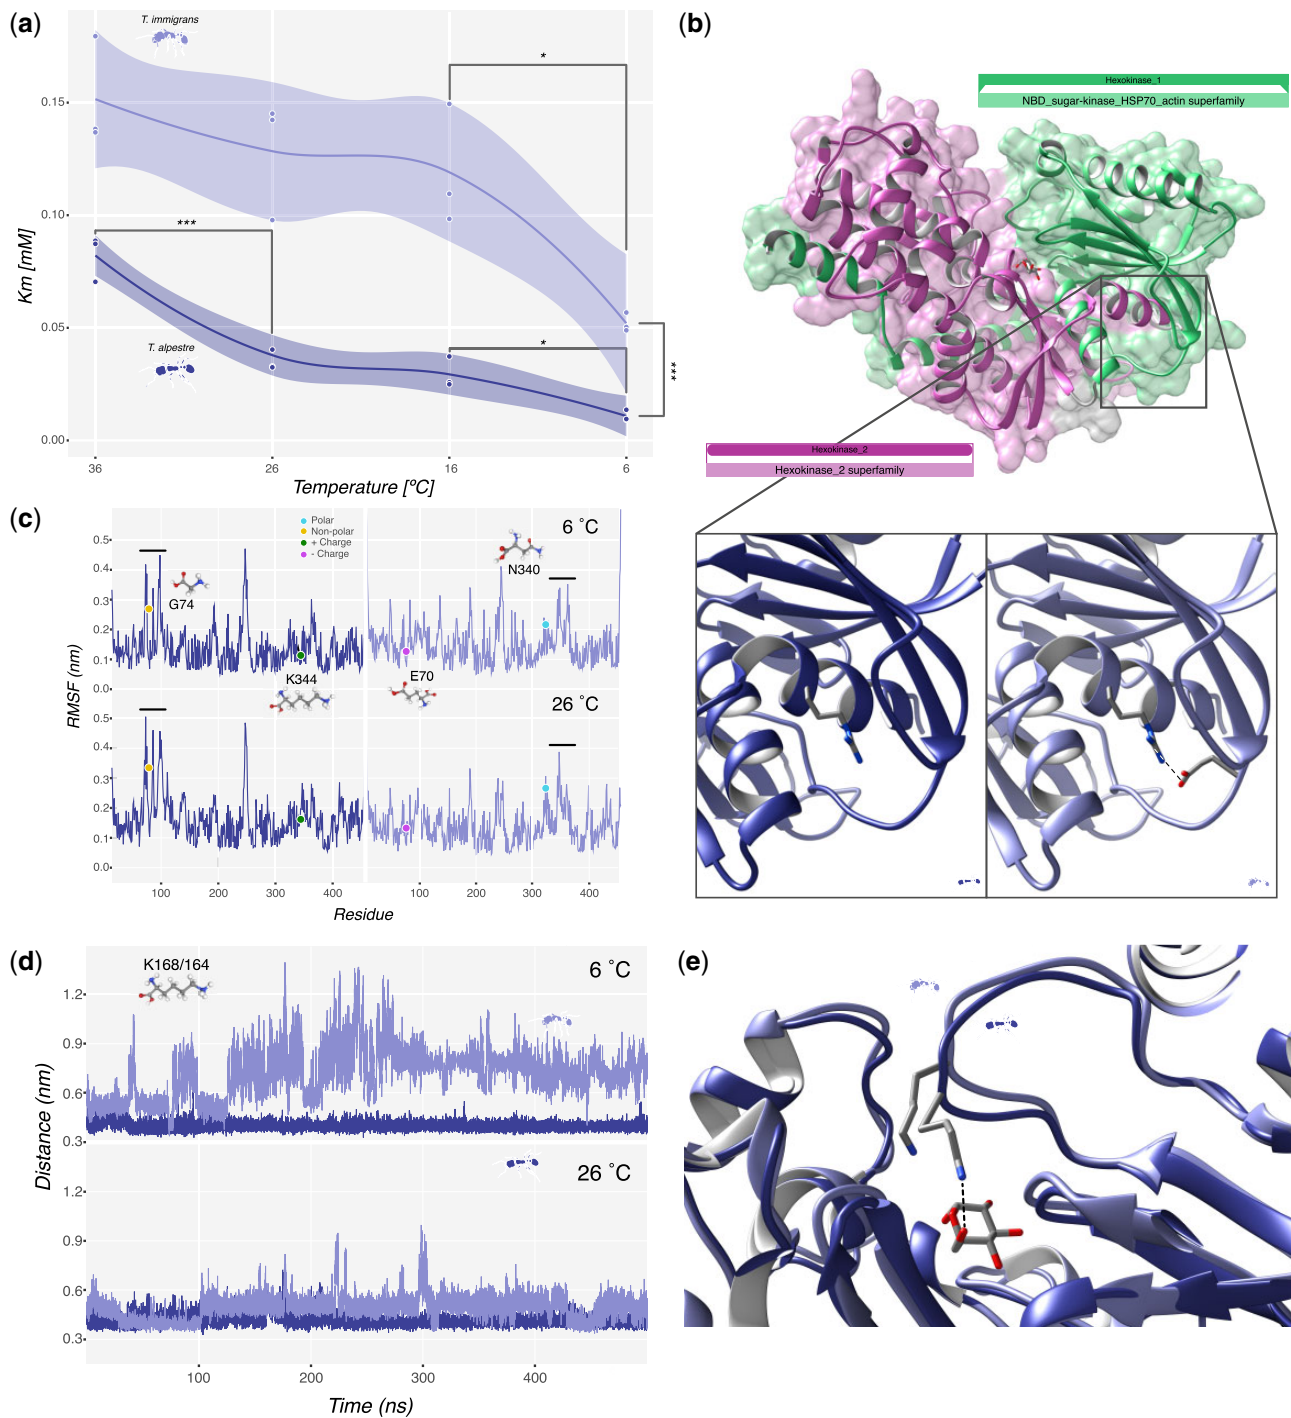 (a)
T. immigrans
*
0.15
0.10
***
Km [mM]
0.05
T. alpestre
*
***
0.00
36
26
16
6
Temperature [ºC]
(b)
Hexokinase_1
NBD_sugar-kinase_HSP70_actin superfamily
Hexokinase_2
Hexokinase_2 superfamily
(c)
Polar
Non-polar
+ Charge
- Charge
6 ˚C
0.5
0.4
0.3
0.2
0.1
0.0
G74
N340
K344
E70
26 ˚C
0.5
0.4
0.3
0.2
0.1
0.0
RMSF (nm)
100
200
300
400
100
200
300
400
Residue
(d)
K168/164
6 ˚C
1.2
0.9
0.6
0.3
26 ˚C
1.2
0.9
0.6
0.3
Distance (nm)
100
200
300
400
Time (ns)
(e)